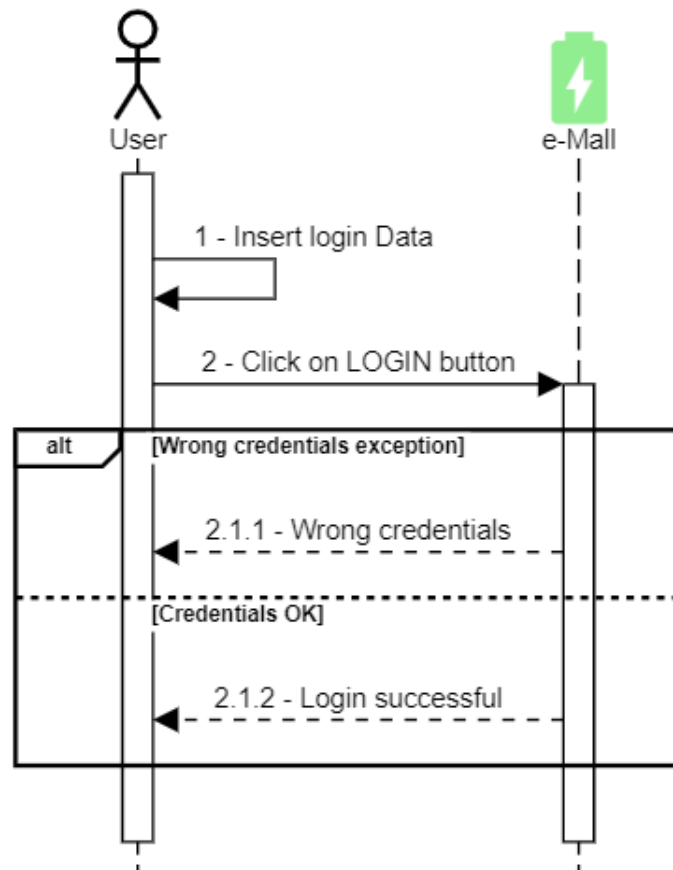 User
e-Mall
1 - Insert login Data
2 - Click on LOGIN button
alt
[Wrong credentials exception]
2.1.1 - Wrong credentials
[Credentials OK]
2.1.2 - Login successful